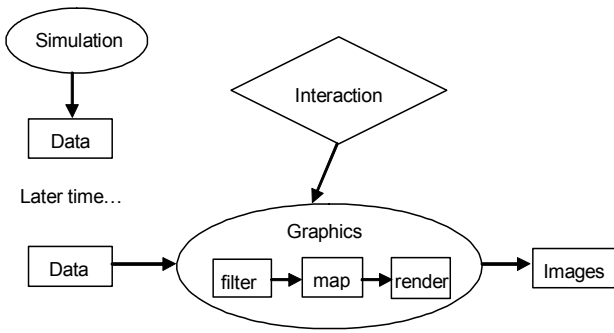 Simulation
Interaction
Data
Later time...
Graphics
Data
filter
map
render
Images